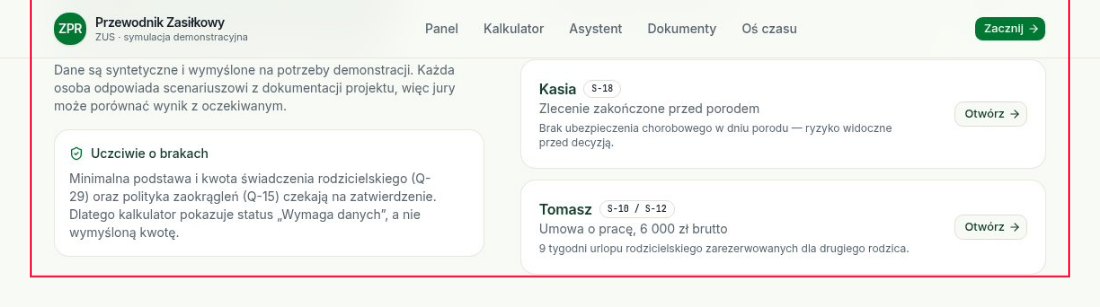 ZPR
Przewodnik Zasiłkowy
ZUS · symulacja demonstracyjna
Panel
Kalkulator
Asystent
Dokumenty
Oś czasu
Zacznij →
Dane są syntetyczne i wymyślone na potrzeby demonstracji. Każda
osoba odpowiada scenariuszowi z dokumentacji projektu, więc jury
może porównać wynik z oczekiwanym.
Uczciwie o brakach
Minimalna podstawa i kwota świadczenia rodzicielskiego (Q-
29) oraz polityka zaokrągleń (Q-15) czekają na zatwierdzenie.
Dlatego kalkulator pokazuje status „Wymaga danych”, a nie
wymyśloną kwotę.
Kasia S-18
Zlecenie zakończone przed porodem
Brak ubezpieczenia chorobowego w dniu porodu — ryzyko widoczne
przed decyzją.
Otwórz →
Tomasz S-10 / S-12
Umowa o pracę, 6 000 zł brutto
9 tygodni urlopu rodzicielskiego zarezerwowanych dla drugiego rodzica.
Otwórz →